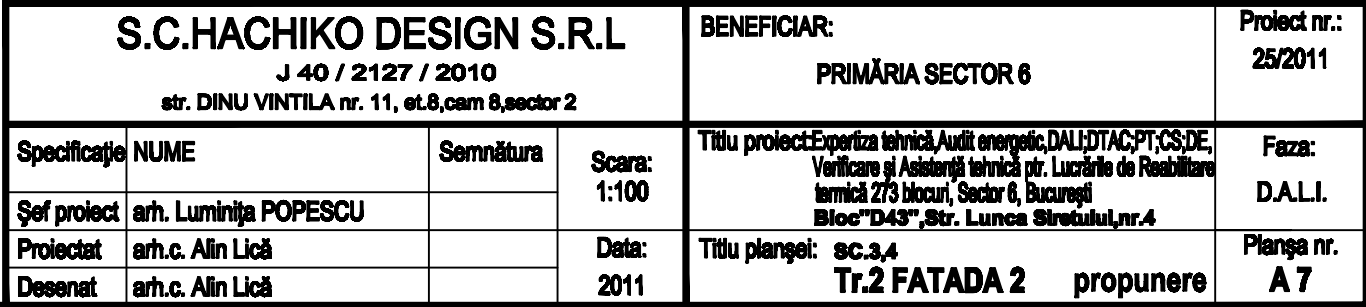 S.C.HACHIKO DESIGN S.R.L
J 40 / 2127 / 2010
str. DINU VINTILA nr. 11, et.8,cam 8,sector 2
BENEFICIAR:
PRIMĂRIA SECTOR 6
Proiect nr.:
25/2011
Specificaţie NUME Semnătura
Scara:
1:100
Titlu proiect:Expertiza tehnică,Audit energetic,DALI;DTAC;PT;CS;DE,
Verificare şi Asistenţă tehnică ptr. Lucrările de Reabilitare
termică 273 blocuri, Sector 6, Bucureşti
Bloc"D43",Str. Lunca Siretului,nr.4
Faza:
D.A.L.I.
Şef proiect arh. Luminiţa POPESCU
Proiectat arh.c. Alin Lică
Desenat arh.c. Alin Lică
Data:
2011
Titlu planşei: SC.3,4
Tr.2 FATADA 2 propunere
Planşa nr.
A 7